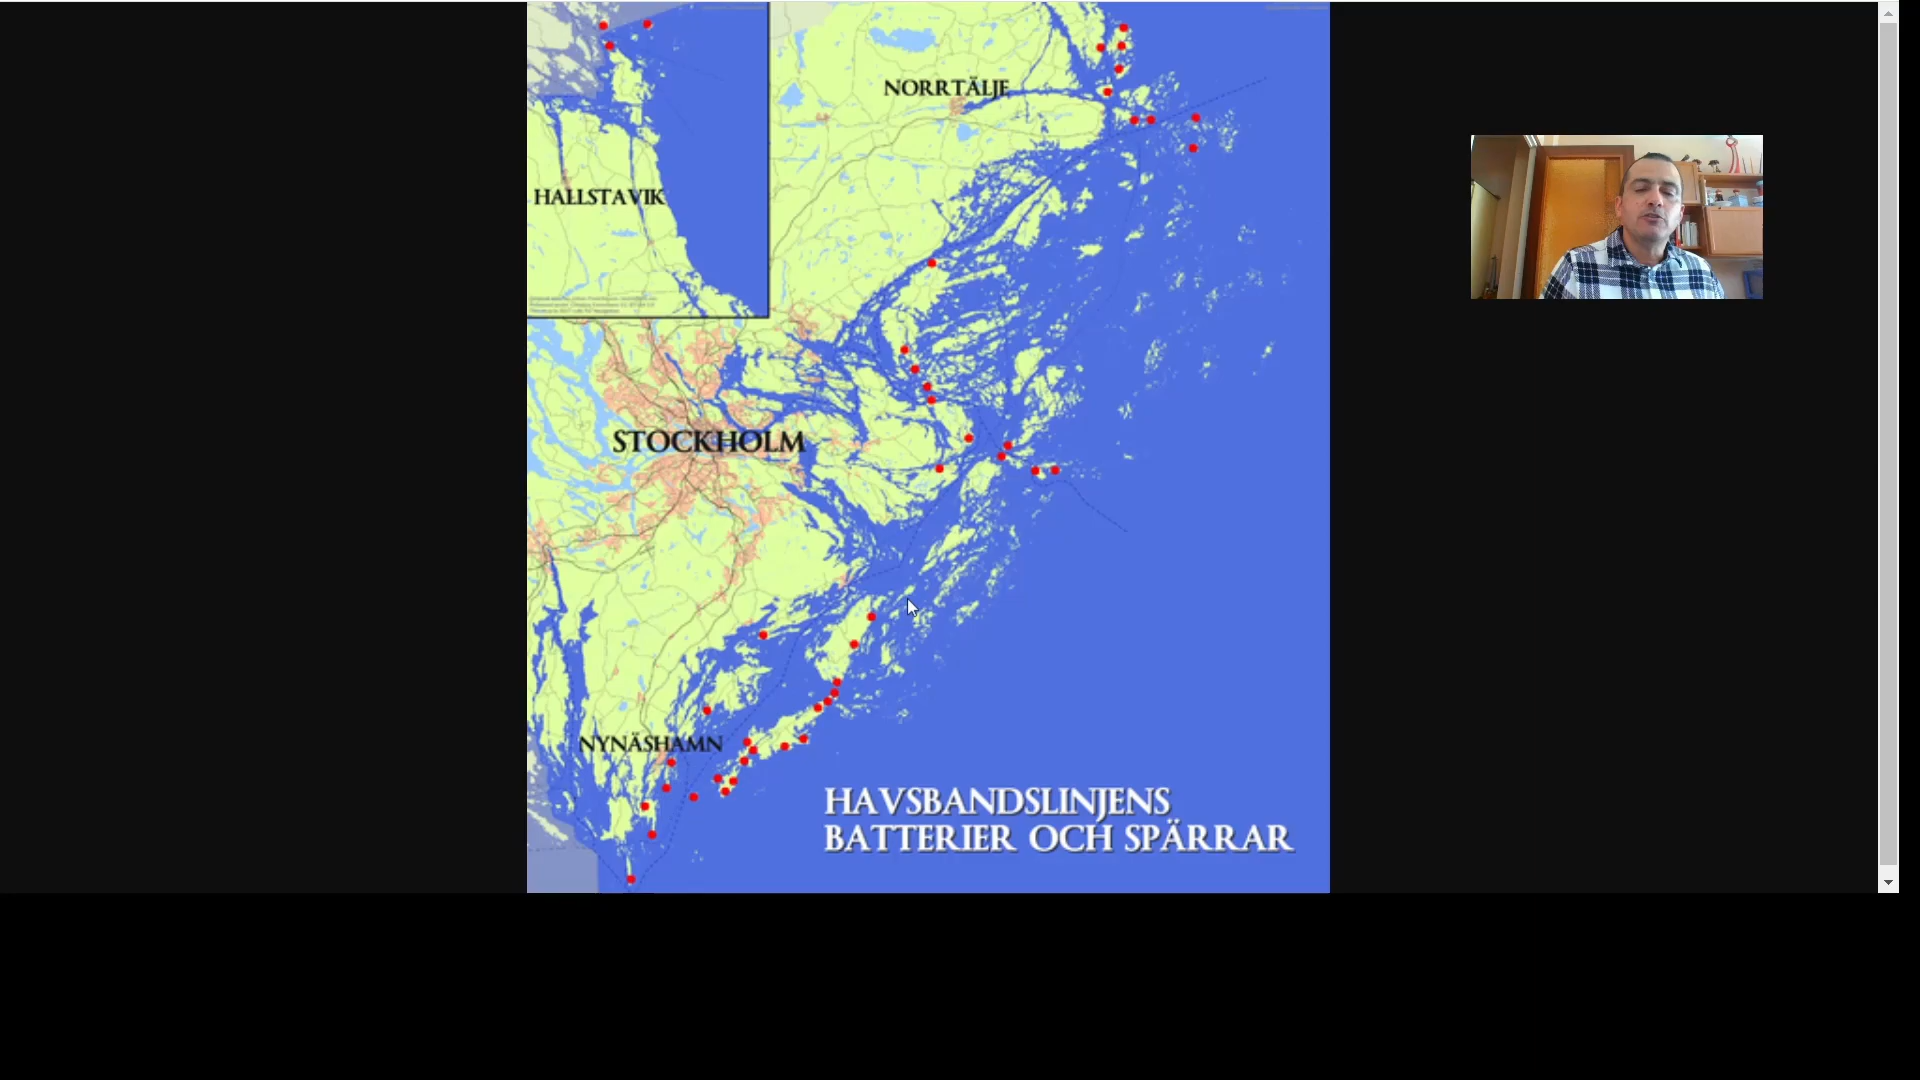 NORRTÄLJE
HALLSTAVIK
STOCKHOLM
NYNÄSHAMN
HAVSBANDSLINJENS
BATTERIER OCH SPÄRRAR